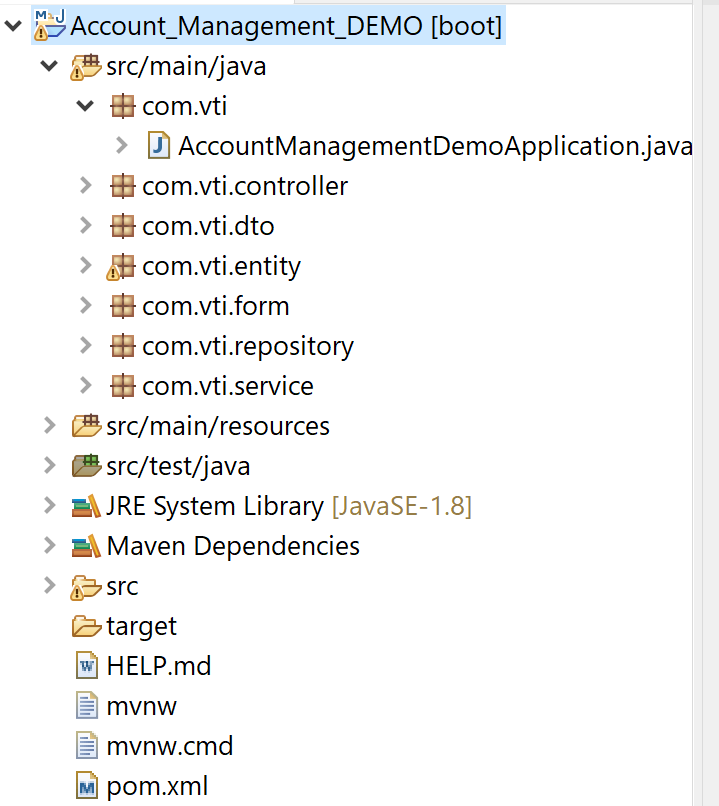 Account_Management_DEMO [boot]
src/main/java
com.vti
AccountManagementDemoApplication.java
com.vti.controller
com.vti.dto
com.vti.entity
com.vti.form
com.vti.repository
com.vti.service
src/main/resources
src/test/java
JRE System Library [JavaSE-1.8]
Maven Dependencies
src
target
HELP.md
mvnw
mvnw.cmd
pom.xml